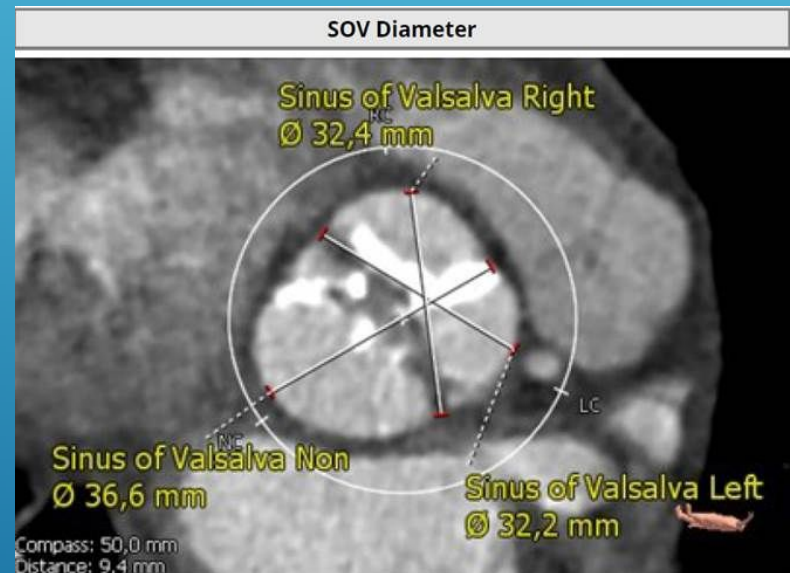 SOV Diameter
Sinus of Valsalva Right
RC
Ø 32,4 mm
LC
NC
Sinus of Valsalva Non
Ø 36,6 mm
Sinus of Valsalva Left
Ø 32,2 mm
Compass: 50,0 mm
Distance: 9,4 mm